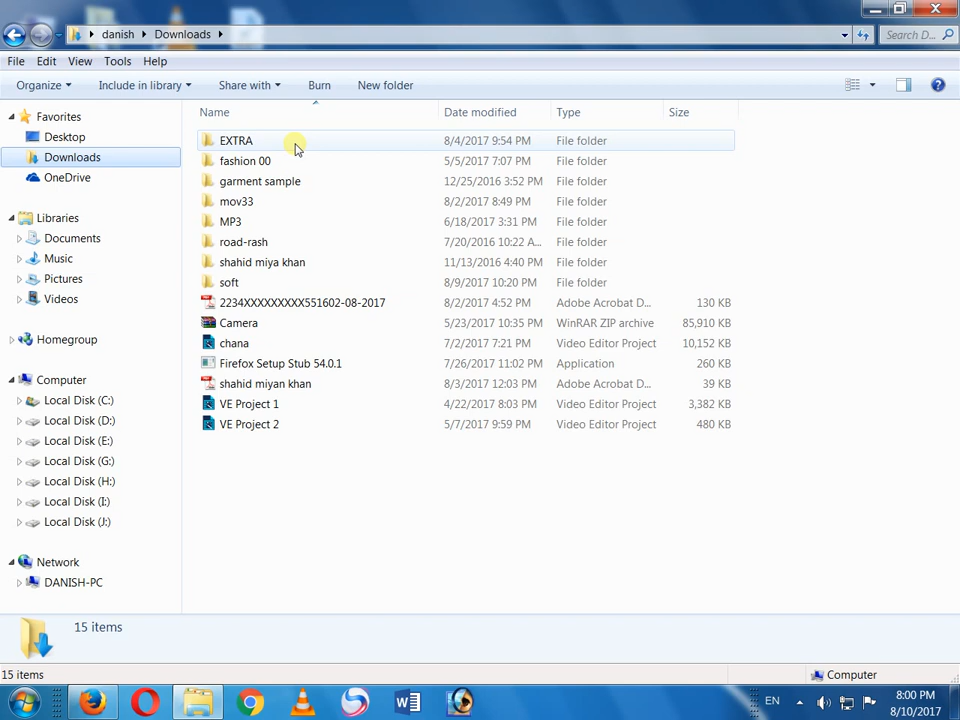 danish Downloads
Search D...
File Edit View Tools Help
Organize Include in library Share with Burn New folder
Name Date modified Type Size
EXTRA 8/4/2017 9:54 PM File folder
fashion 00 5/5/2017 7:07 PM File folder
garment sample 12/25/2016 3:52 PM File folder
mov33 8/2/2017 8:49 PM File folder
MP3 6/18/2017 3:31 PM File folder
road-rash 7/20/2016 10:22 A... File folder
shahid miya khan 11/13/2016 4:40 PM File folder
soft 8/9/2017 10:20 PM File folder
2234XXXXXXXXX551602-08-2017 8/2/2017 4:52 PM Adobe Acrobat D... 130 KB
Camera 5/23/2017 10:35 PM WinRAR ZIP archive 85,910 KB
chana 7/2/2017 7:21 PM Video Editor Project 10,152 KB
Firefox Setup Stub 54.0.1 7/26/2017 11:02 PM Application 260 KB
shahid miyan khan 8/3/2017 12:03 PM Adobe Acrobat D... 39 KB
VE Project 1 4/22/2017 8:03 PM Video Editor Project 3,382 KB
VE Project 2 5/7/2017 9:59 PM Video Editor Project 480 KB
Favorites
Desktop
Downloads
OneDrive
Libraries
Documents
Music
Pictures
Videos
Homegroup
Computer
Local Disk (C:)
Local Disk (D:)
Local Disk (E:)
Local Disk (G:)
Local Disk (H:)
Local Disk (I:)
Local Disk (J:)
Network
DANISH-PC
15 items
15 items
Computer
EN
8:00 PM
8/10/2017